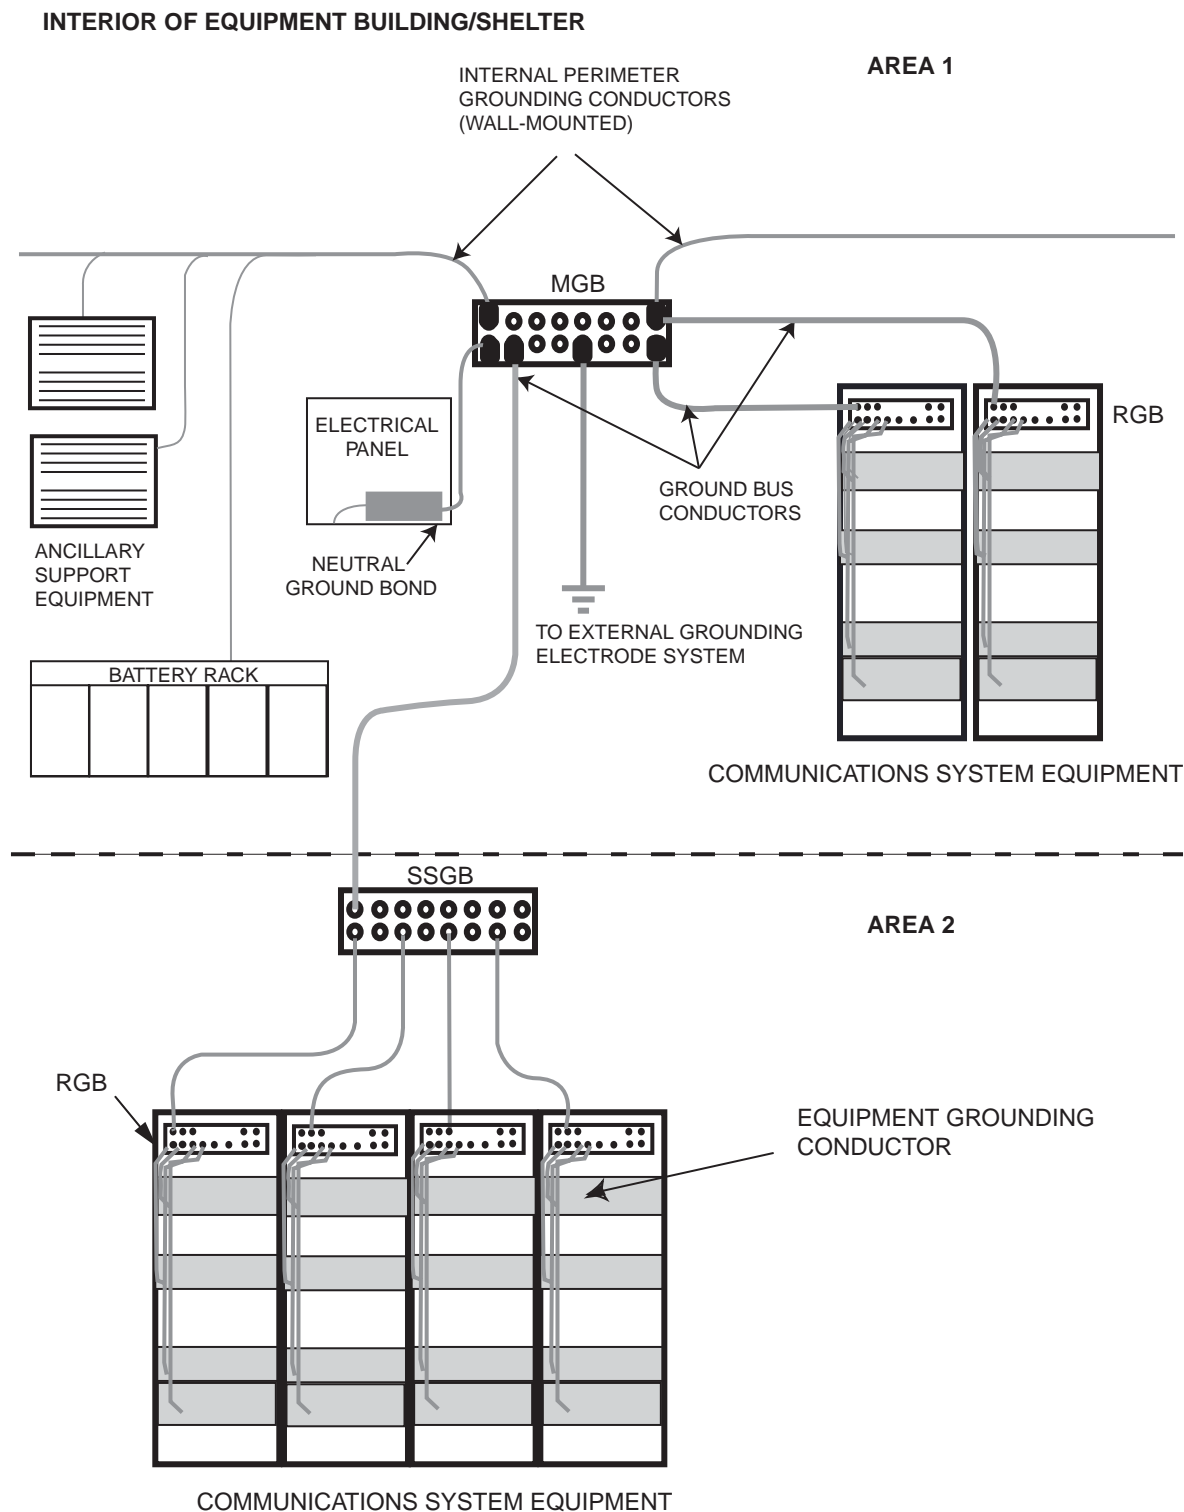 INTERIOR OF EQUIPMENT BUILDING/SHELTER
AREA 1
INTERNAL PERIMETER
GROUNDING CONDUCTORS
(WALL-MOUNTED)
MGB
RGB
ELECTRICAL
PANEL
GROUND BUS
CONDUCTORS
ANCILLARY
SUPPORT
EQUIPMENT
NEUTRAL
GROUND BOND
TO EXTERNAL GROUNDING
ELECTRODE SYSTEM
BATTERY RACK
COMMUNICATIONS SYSTEM EQUIPMENT
SSGB
AREA 2
RGB
EQUIPMENT GROUNDING
CONDUCTOR
COMMUNICATIONS SYSTEM EQUIPMENT